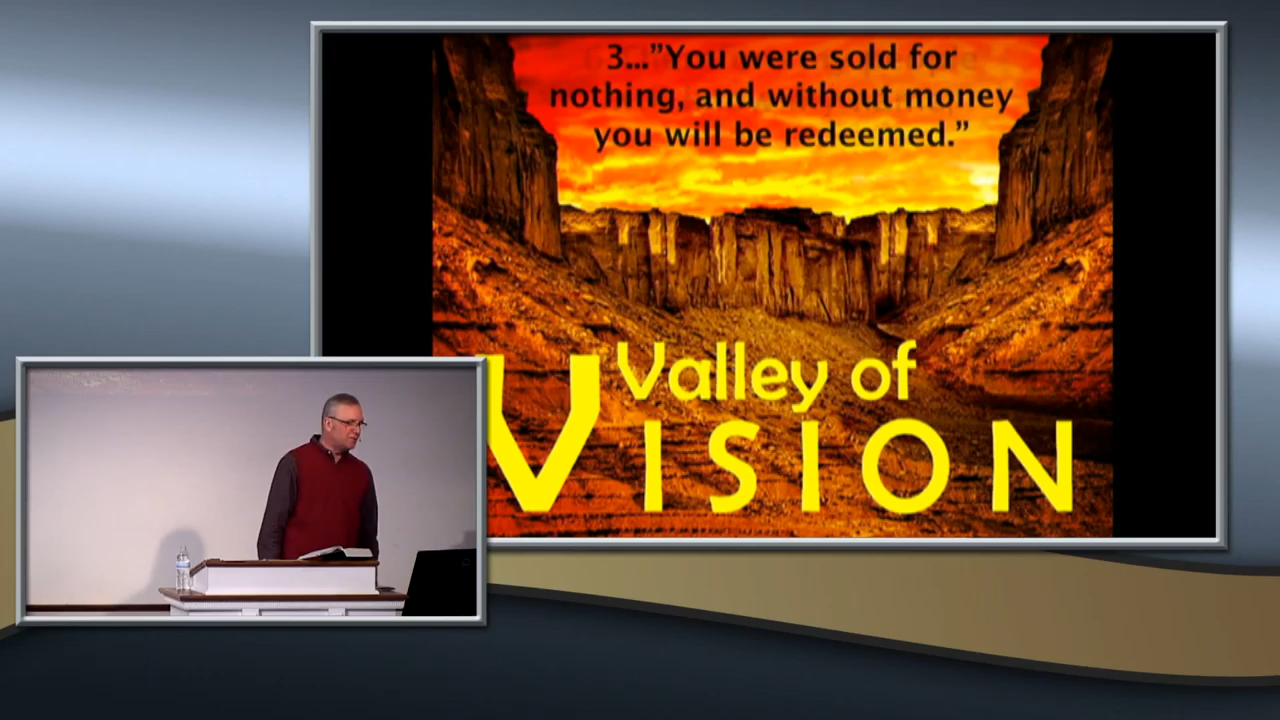 3...”You were sold for
nothing, and without money
you will be redeemed.”
Valley of
VISION